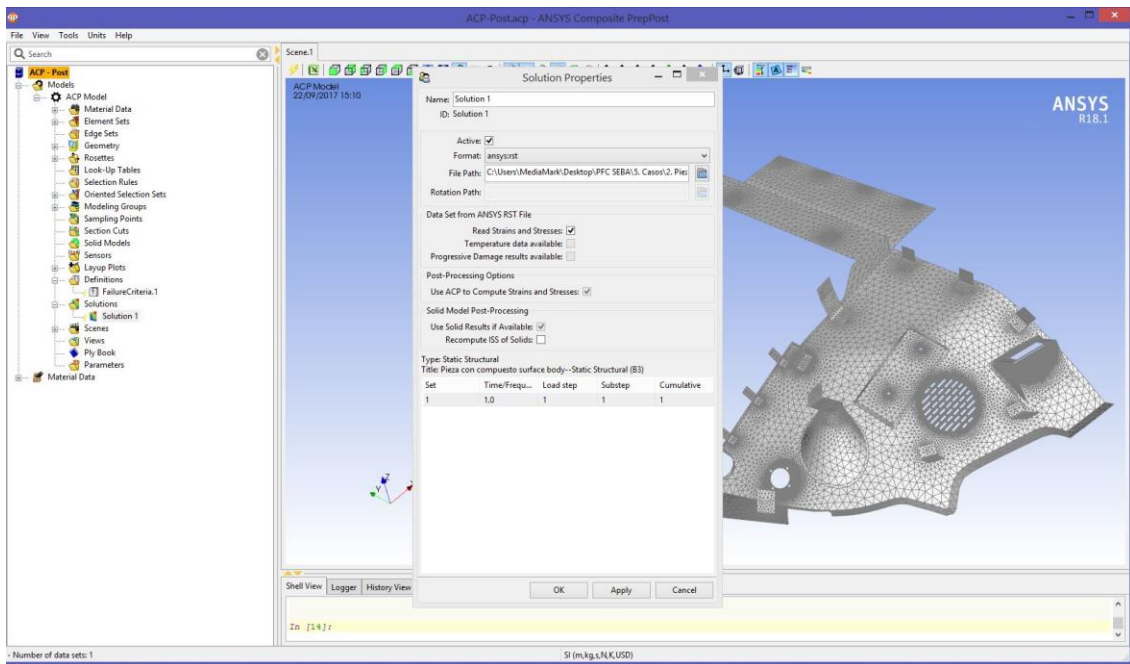 ACP-Post.acp - ANSYS Composite PrepPost
File View Tools Units Help
Search
ACP - Post
Models
ACP Model
Material Data
Element Sets
Edge Sets
Geometry
Rosettes
Look-Up Tables
Selection Rules
Oriented Selection Sets
Modeling Groups
Sampling Points
Section Cuts
Solid Models
Sensors
Layup Plots
Definitions
FailureCriteria.1
Solutions
Solution 1
Scenes
Views
Ply Book
Parameters
Material Data
Scene.1
ACP Model
22/09/2017 15:10
ANSYS
R18.1
Z
Y
Solution Properties
Name: Solution 1
ID: Solution 1
Active:
Format: ansys:rst
File Path: C:\Users\MediaMark\Desktop\PFC SEBA\5. Casos\2. Pie
Rotation Path:
Data Set from ANSYS RST File
Read Strains and Stresses:
Temperature data available:
Progressive Damage results available:
Post-Processing Options
Use ACP to Compute Strains and Stresses:
Solid Model Post-Processing
Use Solid Results if Available:
Recompute ISS of Solids:
Type: Static Structural
Title: Pieza con compuesto surface body--Static Structural (B3)
Set Time/Frequ... Load step Substep Cumulative
1 1.0 1 1 1
OK Apply Cancel
Shell View Logger History View
In [14]:
- Number of data sets: 1 SI (m,kg,s,N,K,USD)